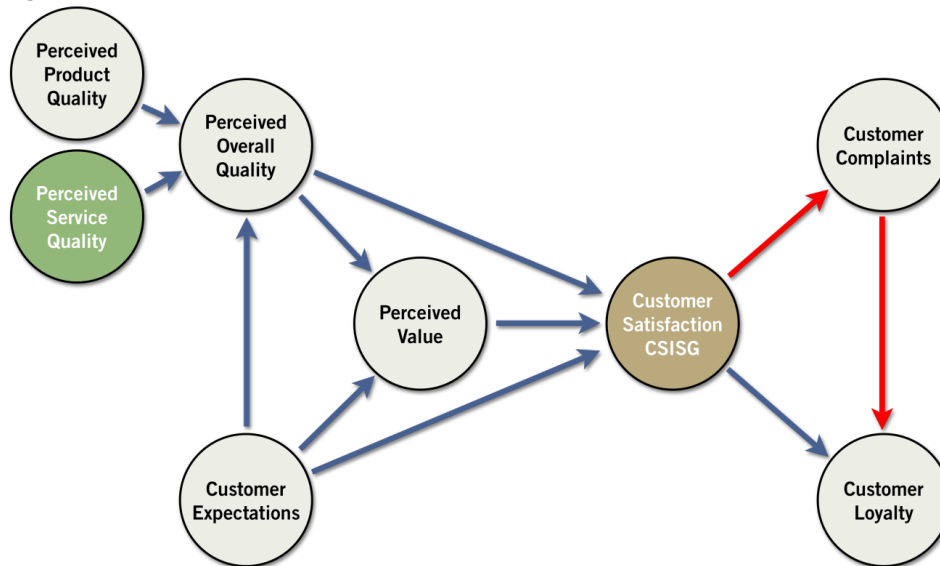 Perceived
Product
Quality
Perceived
Overall
Quality
Customer
Complaints
Perceived
Service
Quality
Perceived
Value
Customer
Satisfaction
CSISG
Customer
Expectations
Customer
Loyalty